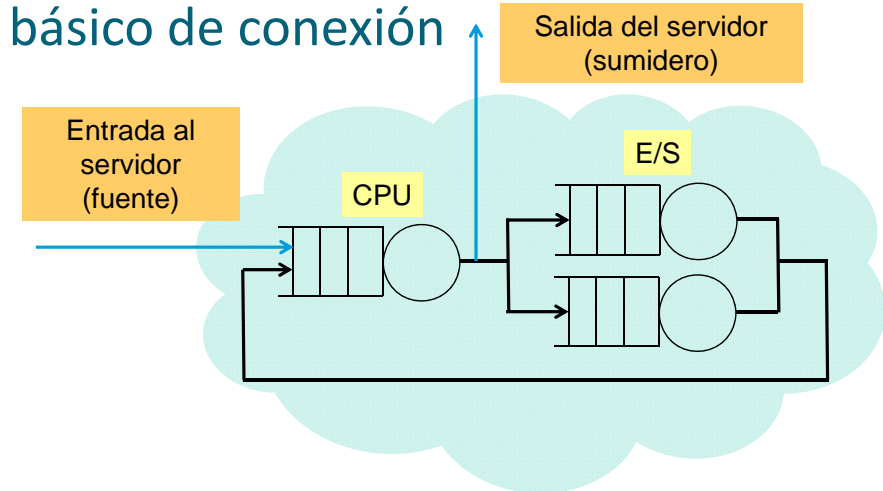 básico de conexión
Salida del servidor
(sumidero)
Entrada al
servidor
(fuente)
E/S
CPU